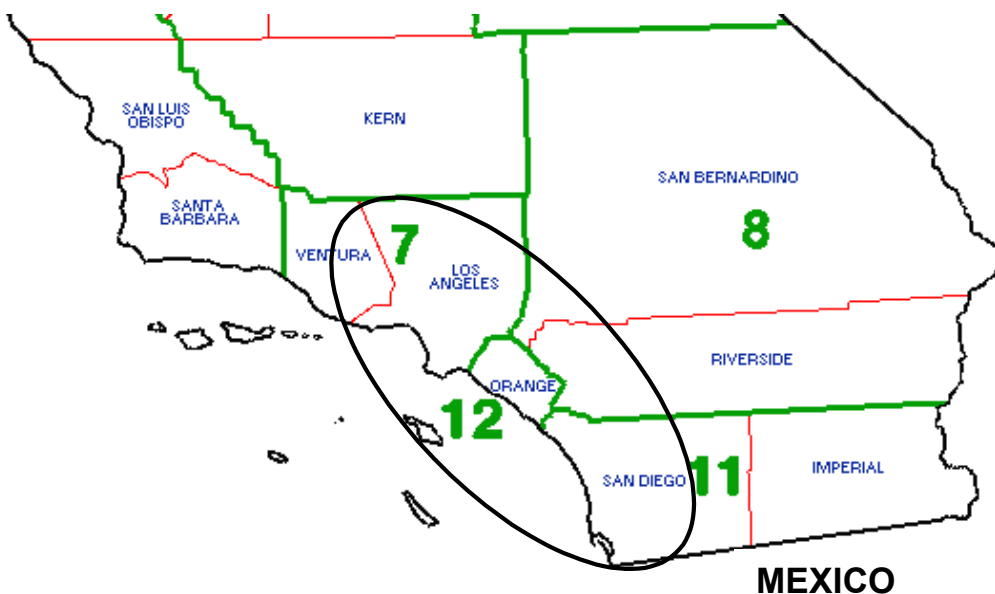 SAN LUIS
OBISPO
KERN
SAN BERNARDINO
SANTA
BARBARA
8
VENTURA
7
LOS
ANGELES
RIVERSIDE
ORANGE
12
SAN DIEGO
11
IMPERIAL
MEXICO